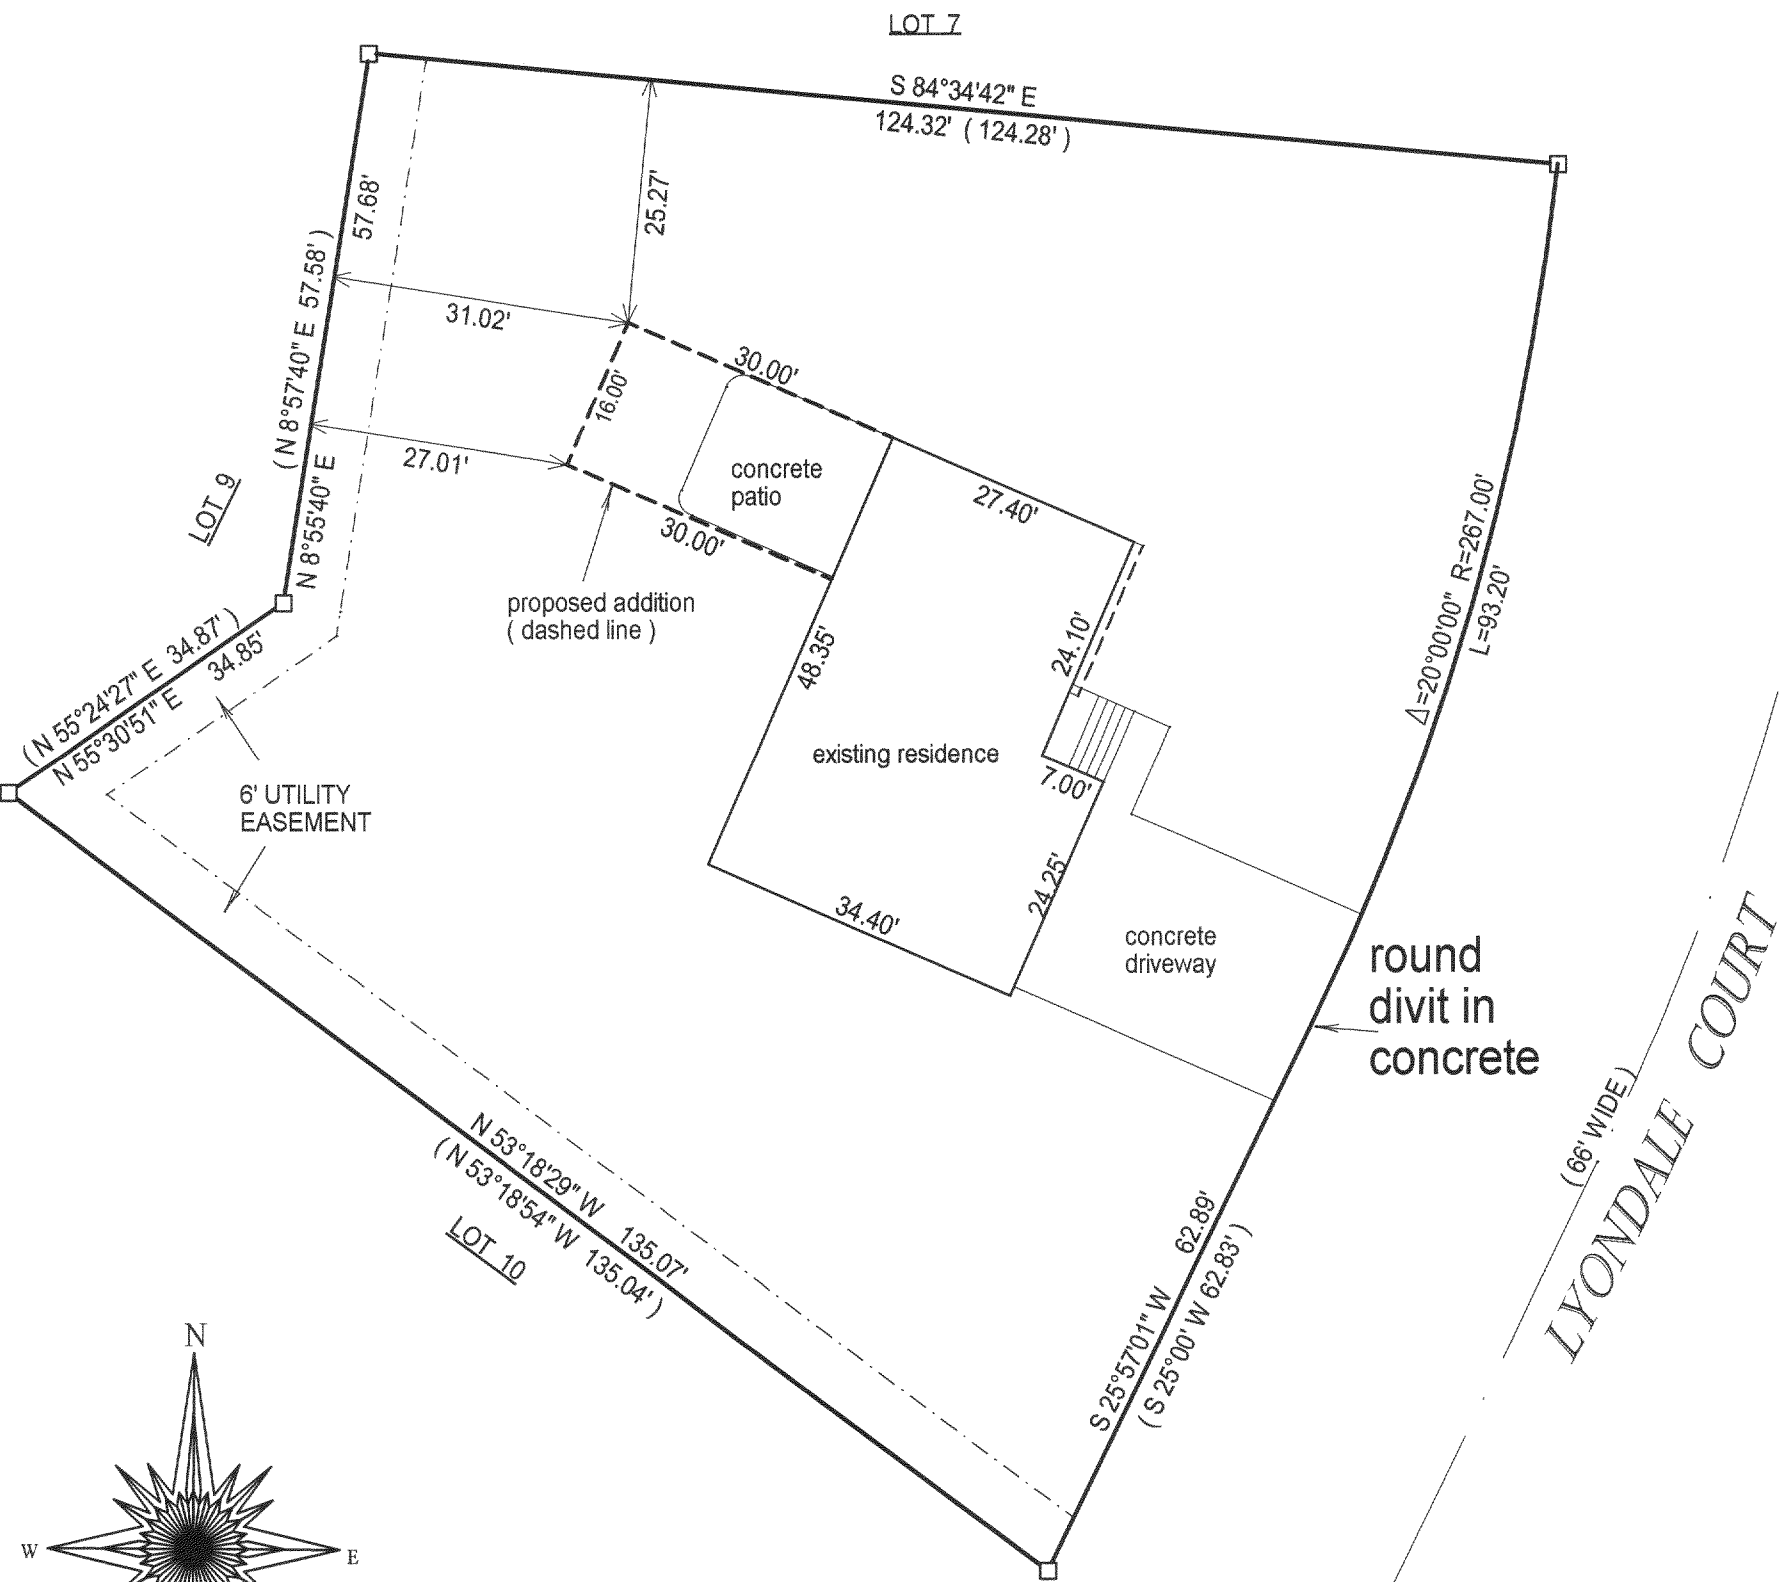 LOT 7
S 84°34'42" E
124.32' ( 124.28' )
57.68'
25.27'
( N 8°57'40" E 57.58' )
31.02'
30.00'
16.00'
27.01'
N 8°55'40" E
LOT 9
concrete
patio
27.40'
30.00'
Δ=20°00'00" R=267.00'
L=93.20'
proposed addition
( dashed line )
48.35'
24.10'
( N 55°24'27" E 34.87' )
N 55°30'51" E 34.85'
existing residence
7.00'
6' UTILITY
EASEMENT
34.40'
24.25'
concrete
driveway
round
divit in
concrete
LYONDALE COURT
( 66' WIDE )
N 53°18'29" W 135.07'
( N 53°18'54" W 135.04' )
LOT 10
S 25°57'01" W 62.89'
( S 25°00' W 62.83' )
N
W
E